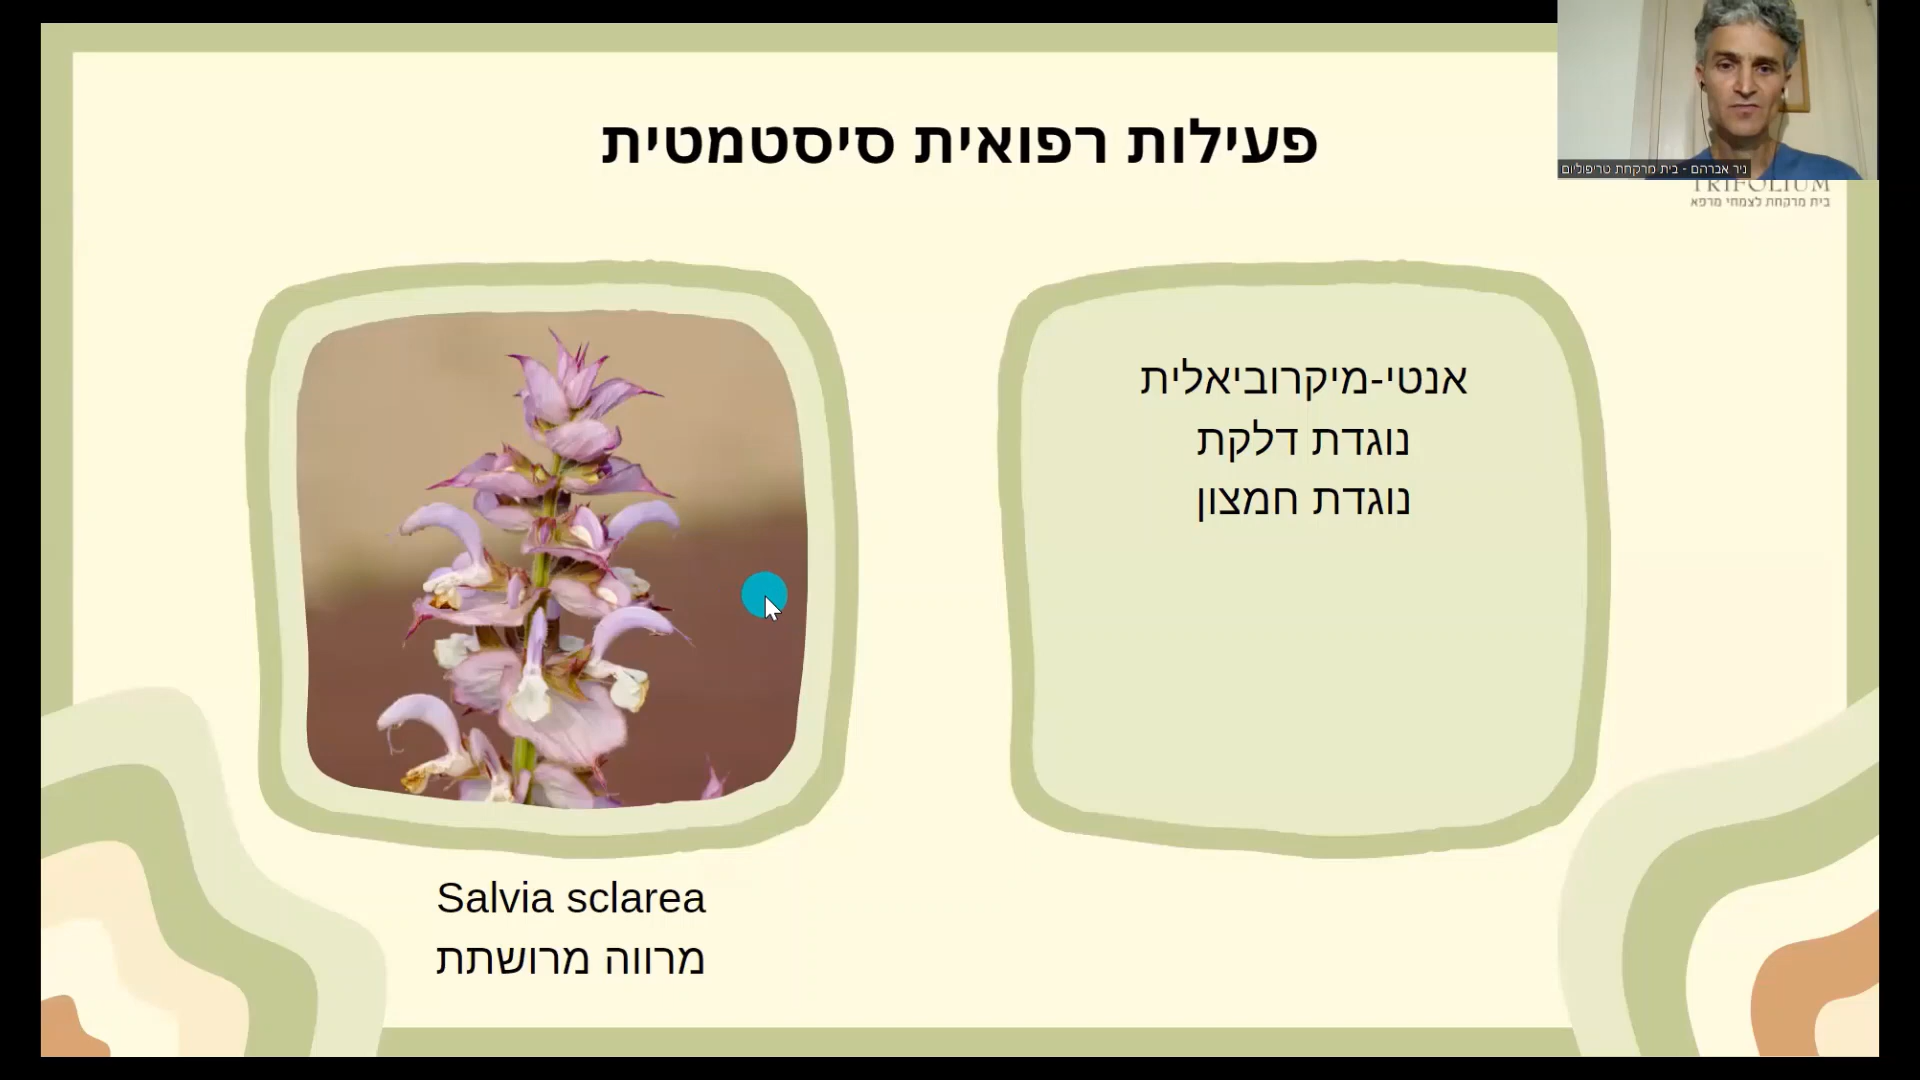 פעילות רפואית סיסטמטית
ניר אברהם - בית מרקחת טריפוליום
TRIFOLIUM
בית מרקחת לצמחי מרפא
אנטי-מיקרוביאלית
נוגדת דלקת
נוגדת חמצון
Salvia sclarea
מרווה מרושתת